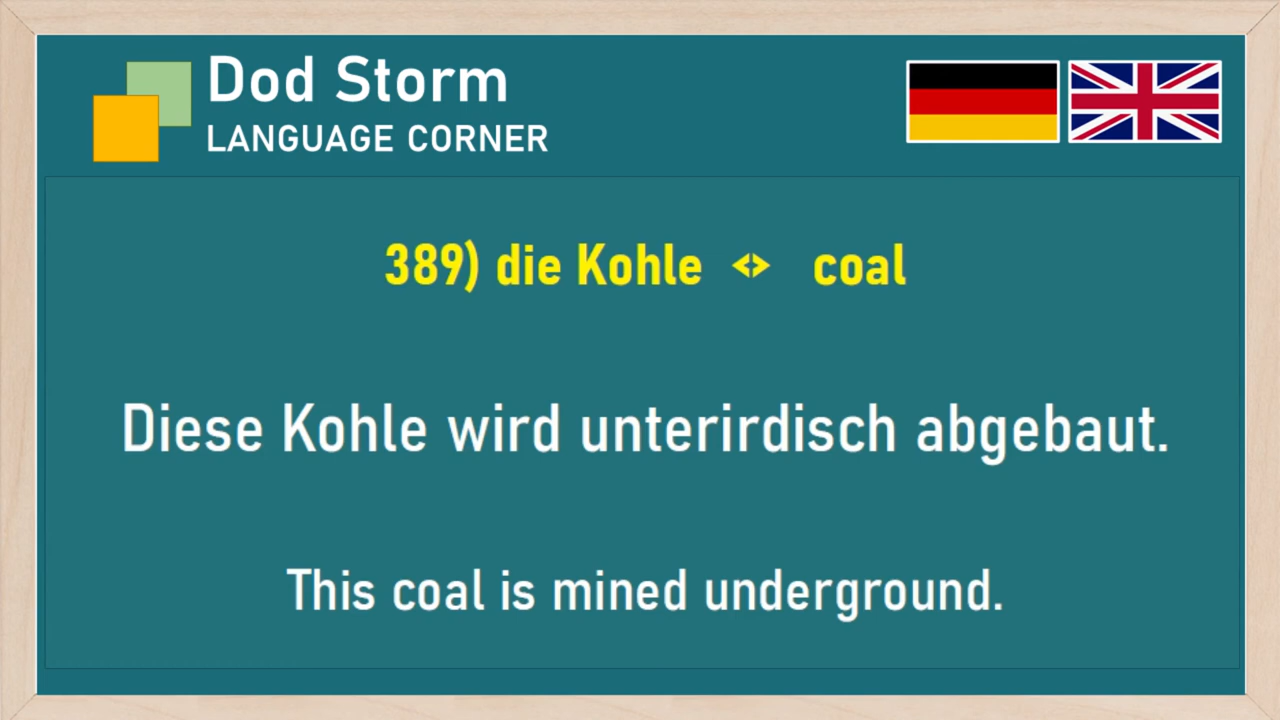 Dod Storm
LANGUAGE CORNER
389) die Kohle <> coal
Diese Kohle wird unterirdisch abgebaut.
This coal is mined underground.